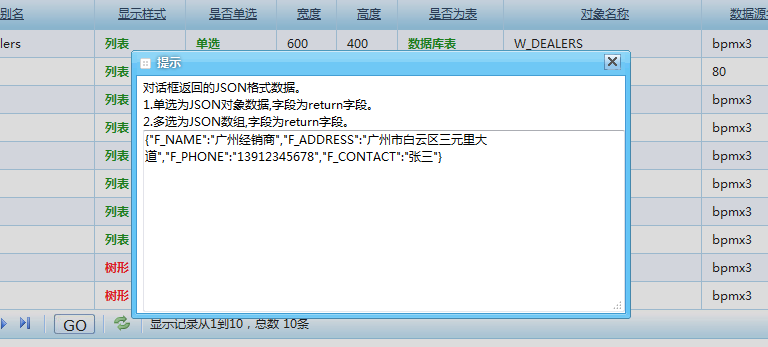 别名 显示样式 是否单选 宽度 高度 是否为表 对象名称 数据源
lers 列表 单选 600 400 数据库表 W_DEALERS bpmx3
提示
列表 80
对话框返回的JSON格式数据。
1.单选为JSON对象数据,字段为return字段。
2.多选为JSON数组,字段为return字段。
{"F_NAME":"广州经销商","F_ADDRESS":"广州市白云区三元里大
道","F_PHONE":"13912345678","F_CONTACT":"张三"}
列表 bpmx3
列表 bpmx3
列表 bpmx3
列表 bpmx3
列表 bpmx3
列表 bpmx3
树形 bpmx3
树形 bpmx3
GO 显示记录从1到10，总数 10条